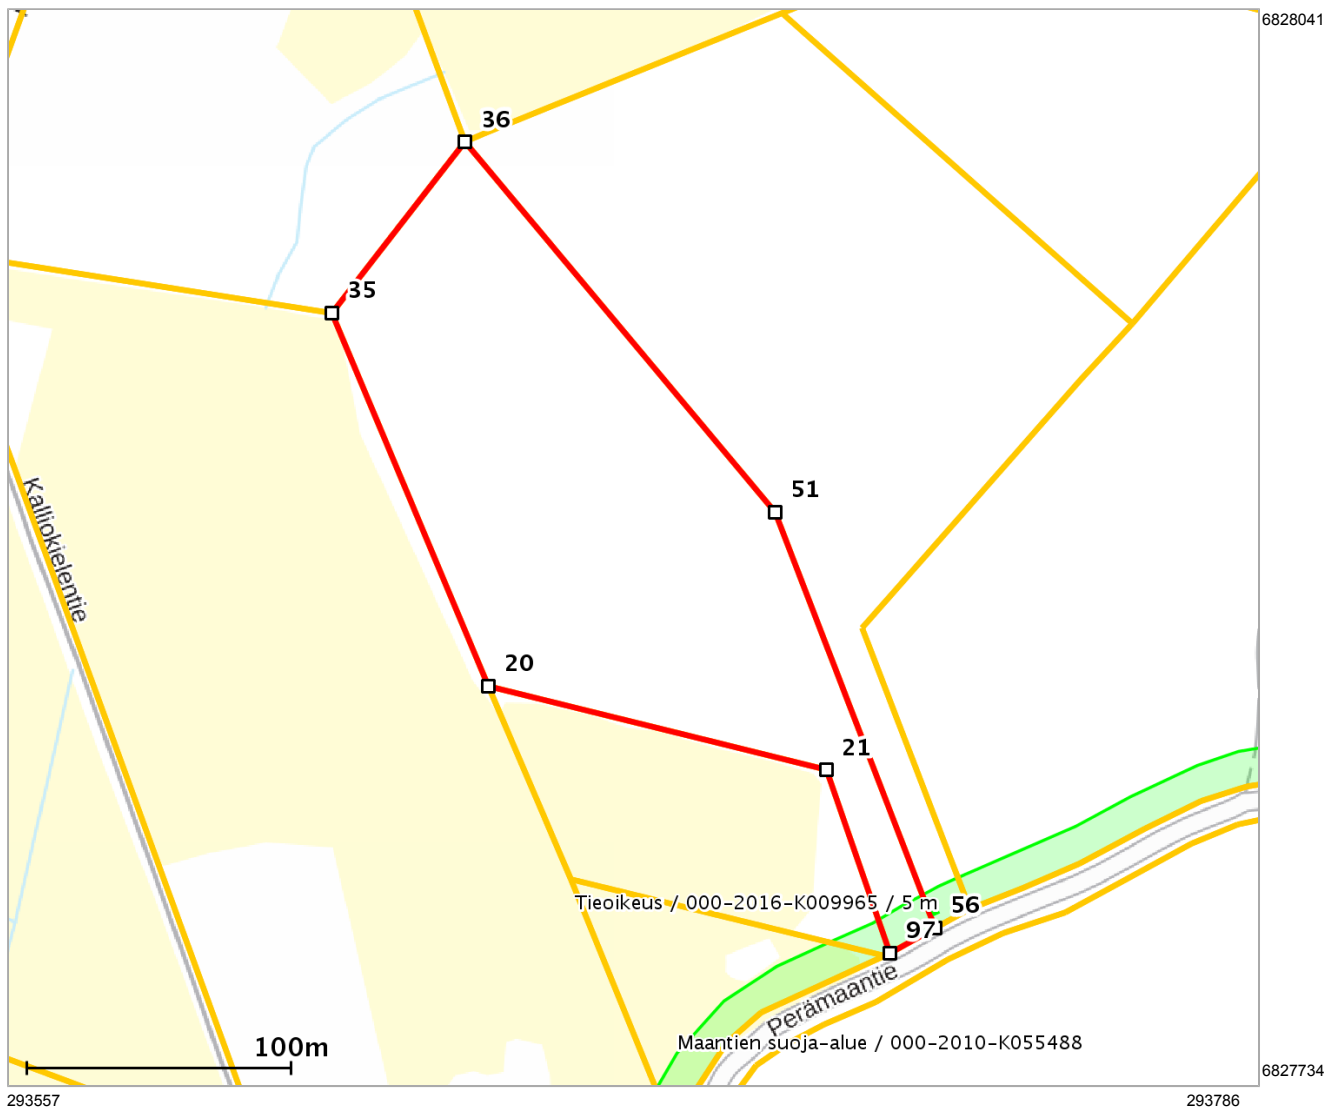 6828041
36
35
51
Kalliokielentie
20
21
Tieoikeus / 000-2016-K009965 / 5 m
56
97
Perämaantie
Maantien suoja-alue / 000-2010-K055488
100m
6827734
293557
293786